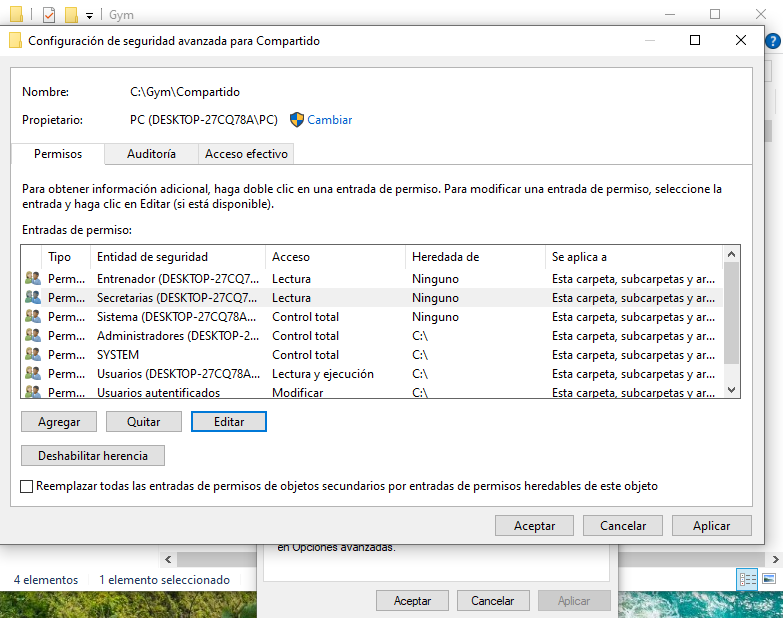 Gym
Configuración de seguridad avanzada para Compartido
Nombre: C:\Gym\Compartido
Propietario: PC (DESKTOP-27CQ78A\PC) Cambiar
Permisos Auditoría Acceso efectivo
Para obtener información adicional, haga doble clic en una entrada de permiso. Para modificar una entrada de permiso, seleccione la
entrada y haga clic en Editar (si está disponible).
Entradas de permiso:
Tipo Entidad de seguridad Acceso Heredada de Se aplica a
Perm... Entrenador (DESKTOP-27CQ7... Lectura Ninguno Esta carpeta, subcarpetas y ar...
Perm... Secretarias (DESKTOP-27CQ7... Lectura Ninguno Esta carpeta, subcarpetas y ar...
Perm... Sistema (DESKTOP-27CQ78A... Control total Ninguno Esta carpeta, subcarpetas y ar...
Perm... Administradores (DESKTOP-2... Control total C:\ Esta carpeta, subcarpetas y ar...
Perm... SYSTEM Control total C:\ Esta carpeta, subcarpetas y ar...
Perm... Usuarios (DESKTOP-27CQ78A... Lectura y ejecución C:\ Esta carpeta, subcarpetas y ar...
Perm... Usuarios autentificados Modificar C:\ Esta carpeta, subcarpetas y ar...
Agregar Quitar Editar
Deshabilitar herencia
Reemplazar todas las entradas de permisos de objetos secundarios por entradas de permisos heredables de este objeto
Aceptar Cancelar Aplicar
en Opciones avanzadas.
4 elementos 1 elemento seleccionado
Aceptar Cancelar Aplicar